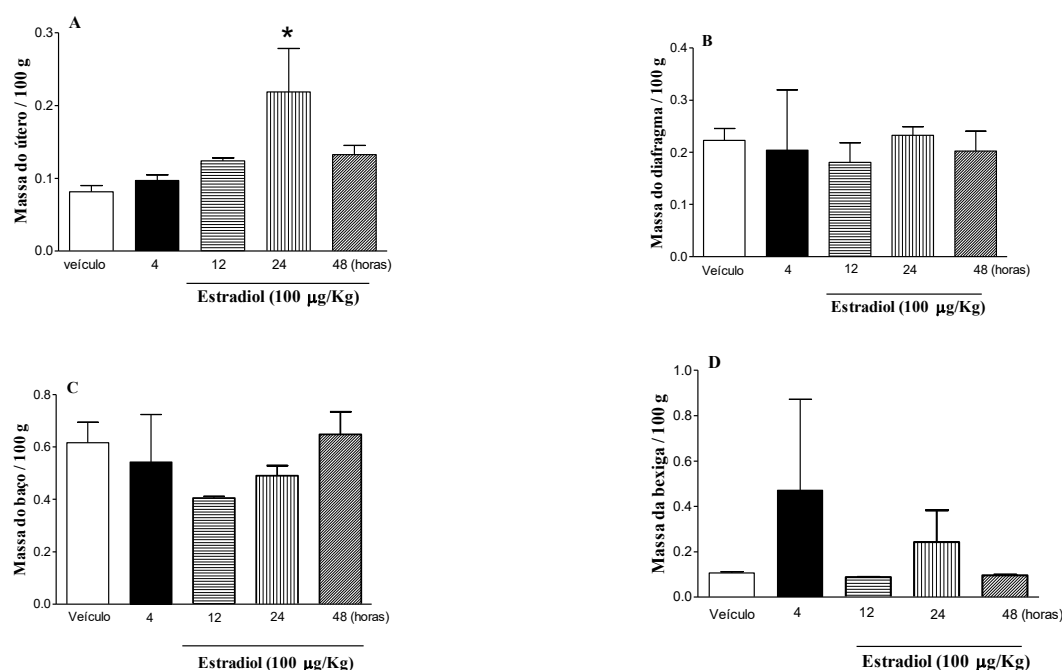 A
*
Massa do útero / 100 g
0.3
0.2
0.1
0.0
veículo 4 12 24 48 (horas)
Estradiol (100 μg/Kg)
B
Massa do diafragma / 100 g
0.4
0.3
0.2
0.1
0.0
Veículo 4 12 24 48 (horas)
Estradiol (100 μg/Kg)
C
Massa do baço / 100 g
0.8
0.6
0.4
0.2
0.0
Veículo 4 12 24 48 (horas)
Estradiol (100 μg/Kg)
D
Massa da bexiga / 100 g
1.0
0.8
0.6
0.4
0.2
0.0
Veículo 4 12 24 48 (horas)
Estradiol (100 μg/Kg)